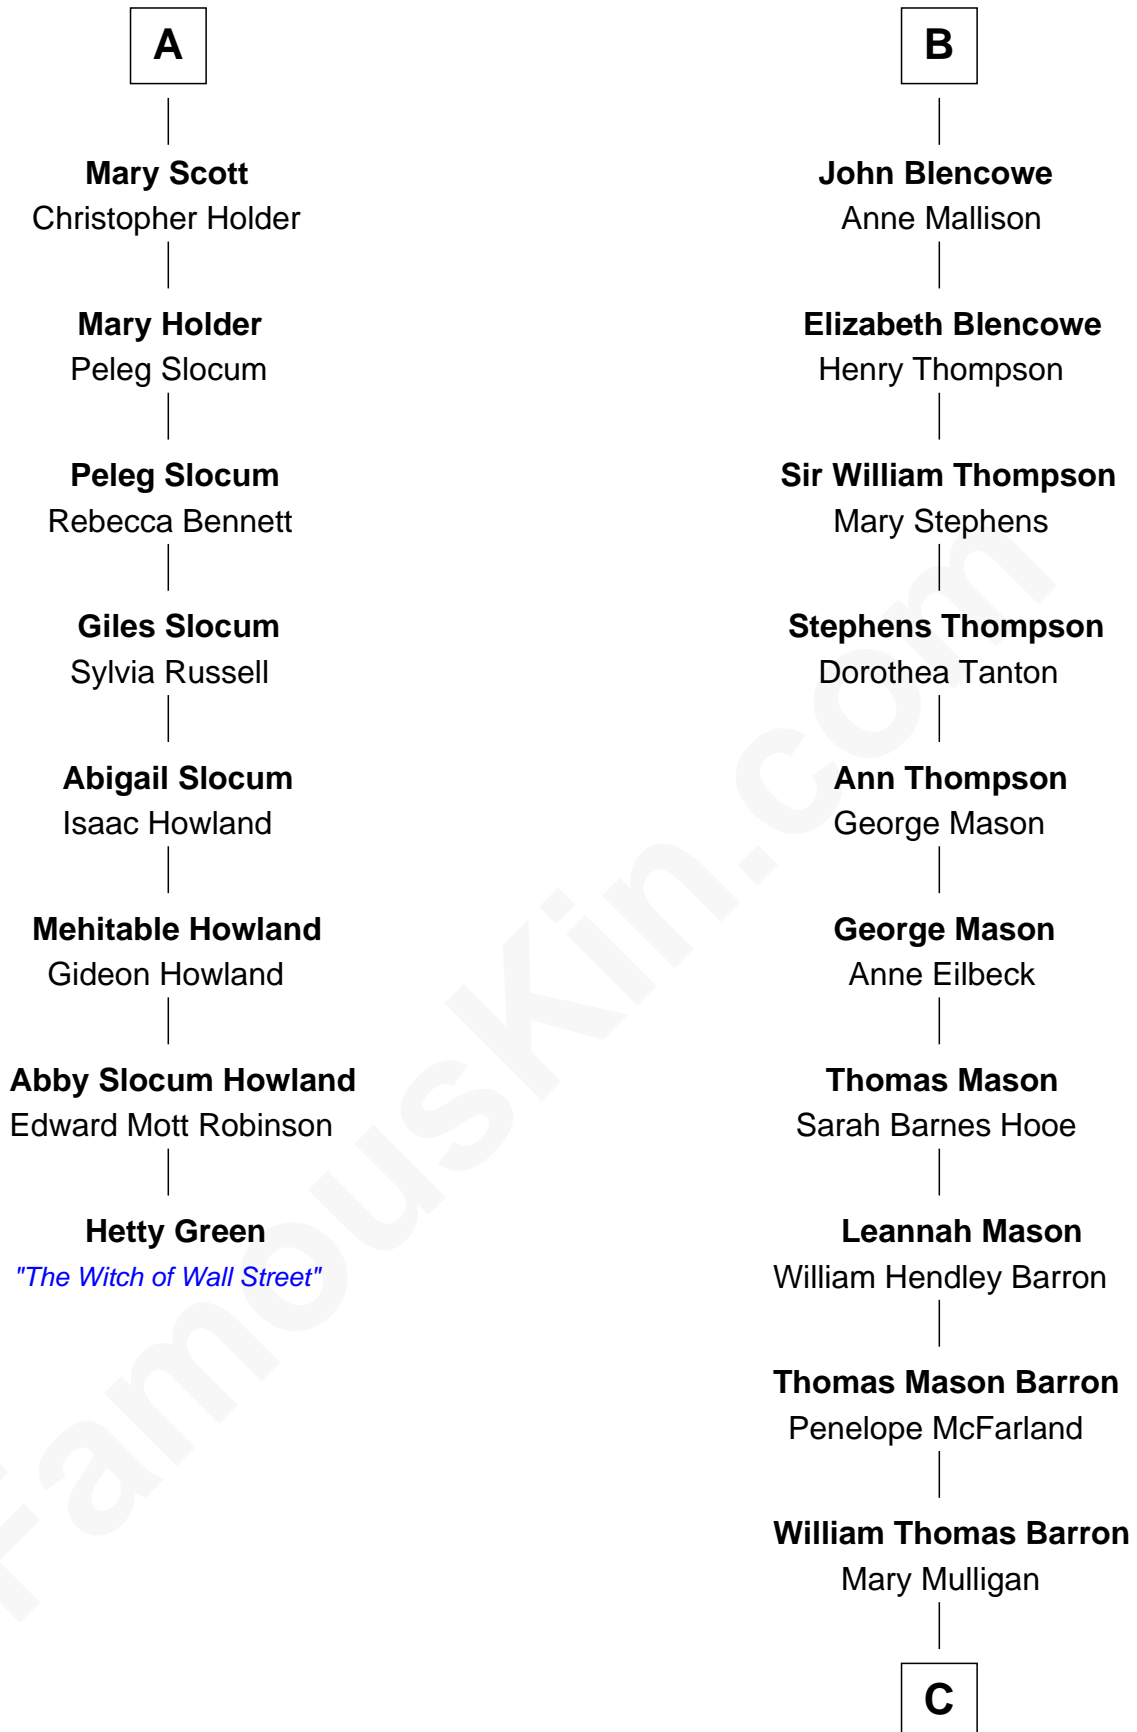 A
Mary Scott
Christopher Holder
Mary Holder
Peleg Slocum
Peleg Slocum
Rebecca Bennett
Giles Slocum
Sylvia Russell
Abigail Slocum
Isaac Howland
Mehitable Howland
Gideon Howland
Abby Slocum Howland
Edward Mott Robinson
Hetty Green
"The Witch of Wall Street"
B
John Blencowe
Anne Mallison
Elizabeth Blencowe
Henry Thompson
Sir William Thompson
Mary Stephens
Stephens Thompson
Dorothea Tanton
Ann Thompson
George Mason
George Mason
Anne Eilbeck
Thomas Mason
Sarah Barnes Hooe
Leannah Mason
William Hendley Barron
Thomas Mason Barron
Penelope McFarland
William Thomas Barron
Mary Mulligan
C
FamousKin.com